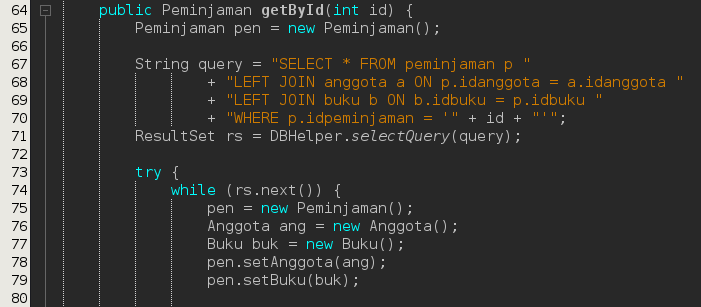 64 public Peminjaman getById(int id) {
65 Peminjaman pen = new Peminjaman();
66
67 String query = "SELECT * FROM peminjaman p "
68 + "LEFT JOIN anggota a ON p.idanggota = a.idanggota "
69 + "LEFT JOIN buku b ON b.idbuku = p.idbuku "
70 + "WHERE p.idpeminjaman = '" + id + "'";
71 ResultSet rs = DBHelper.selectQuery(query);
72
73 try {
74 while (rs.next()) {
75 pen = new Peminjaman();
76 Anggota ang = new Anggota();
77 Buku buk = new Buku();
78 pen.setAnggota(ang);
79 pen.setBuku(buk);
80